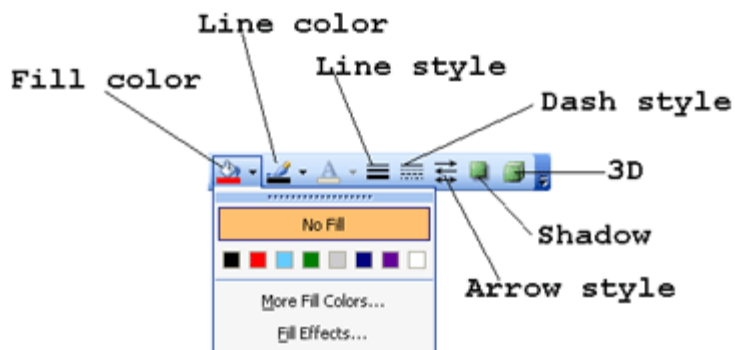 Line color
Line style
Fill color
Dash style
A
3D
No Fill
Shadow
Arrow style
More Fill Colors...
Fill Effects...